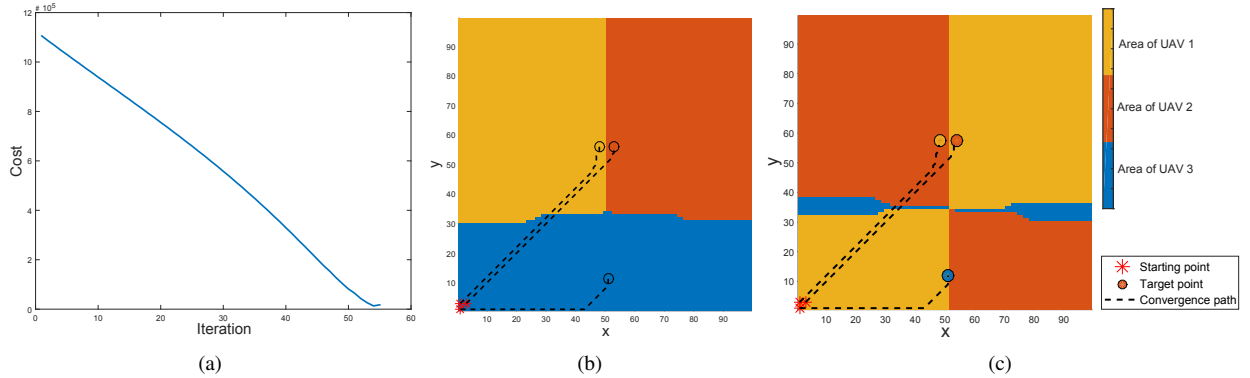 # 10⁵
12
10
8
6
4
2
0
0 10 20 30 40 50 60
Cost
Iteration
(a)
90
80
70
60
50
40
30
20
10
y
10 20 30 40 50 60 70 80 90
x
(b)
90
80
70
60
50
40
30
20
10
y
10 20 30 40 50 60 70 80 90
x
(c)
Area of UAV 1
Area of UAV 2
Area of UAV 3
Starting point
Target point
Convergence path